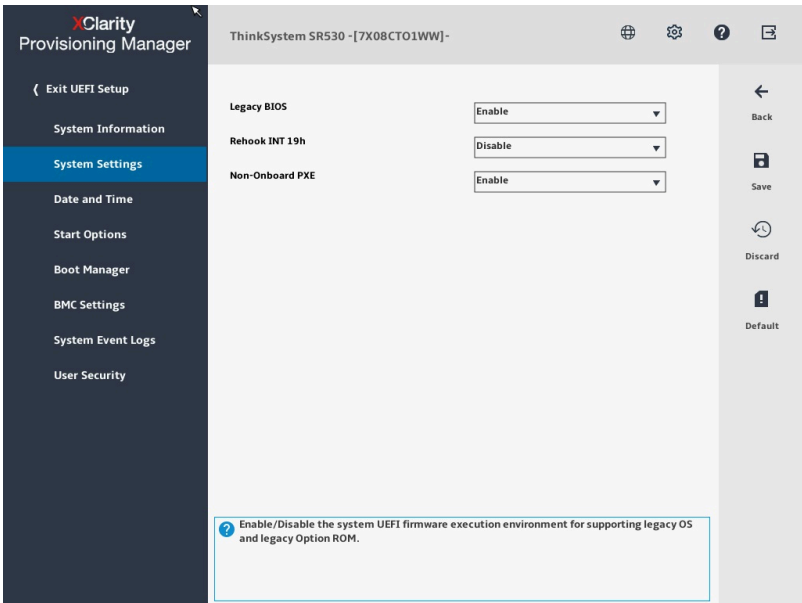 XClarity
Provisioning Manager
ThinkSystem SR530 -[7X08CTO1WW]-
Exit UEFI Setup
System Information
System Settings
Date and Time
Start Options
Boot Manager
BMC Settings
System Event Logs
User Security
Legacy BIOS
Enable
Rehook INT 19h
Disable
Non-Onboard PXE
Enable
Back
Save
Discard
Default
Enable/Disable the system UEFI firmware execution environment for supporting legacy OS
and legacy Option ROM.